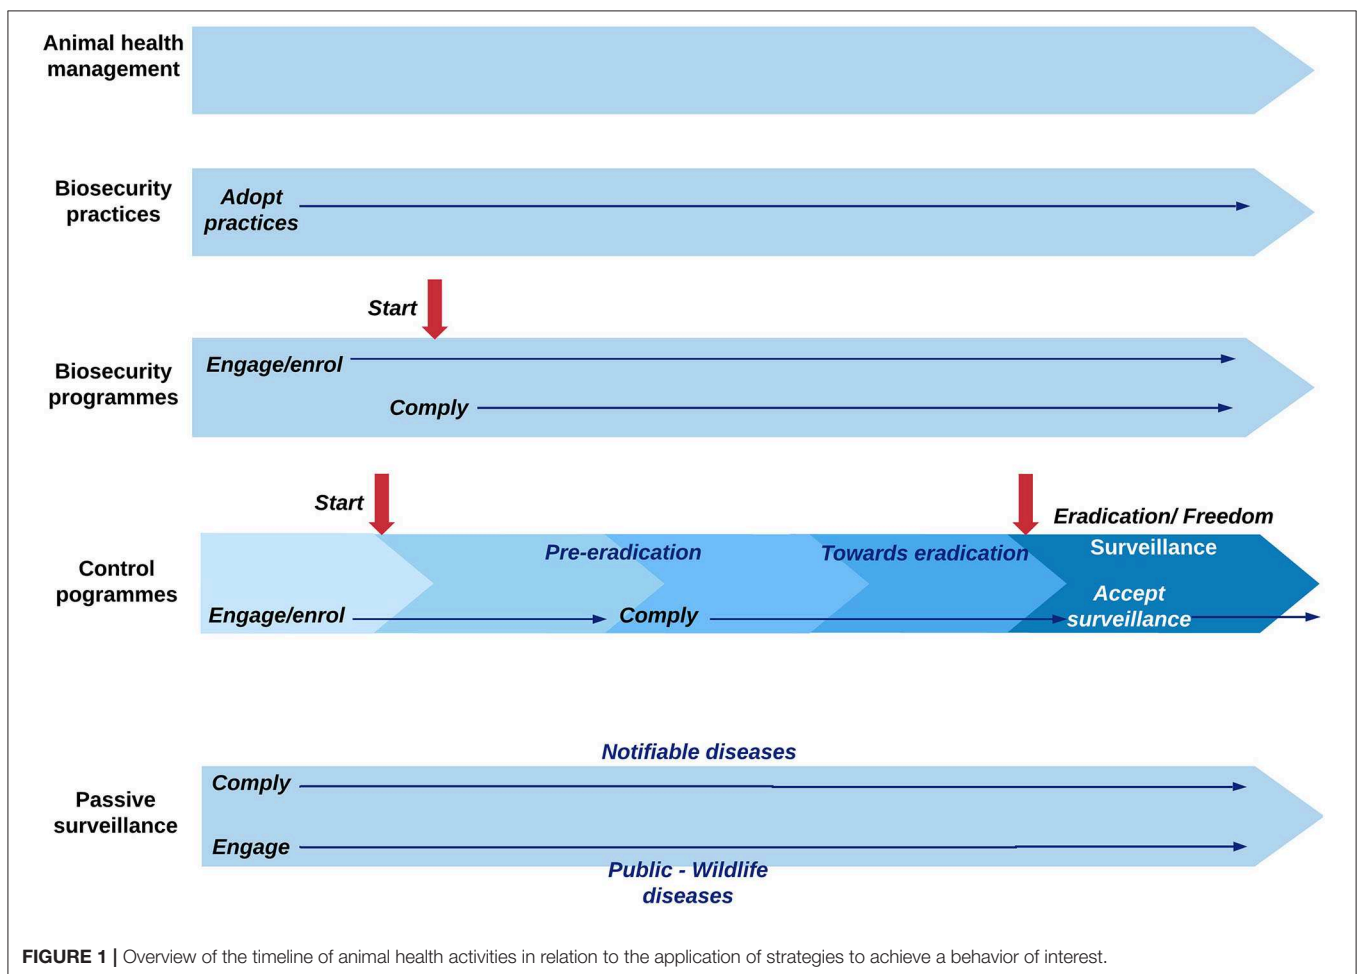 Animal health
management
Biosecurity
practices
Adopt
practices
Start
Biosecurity
programmes
Engage/enrol
Comply
Start
Eradication/ Freedom
Control
pogrammes
Pre-eradication
Towards eradication
Surveillance
Engage/enrol
Comply
Accept
surveillance
Notifiable diseases
Passive
surveillance
Comply
Engage
Public - Wildlife
diseases
FIGURE 1 | Overview of the timeline of animal health activities in relation to the application of strategies to achieve a behavior of interest.